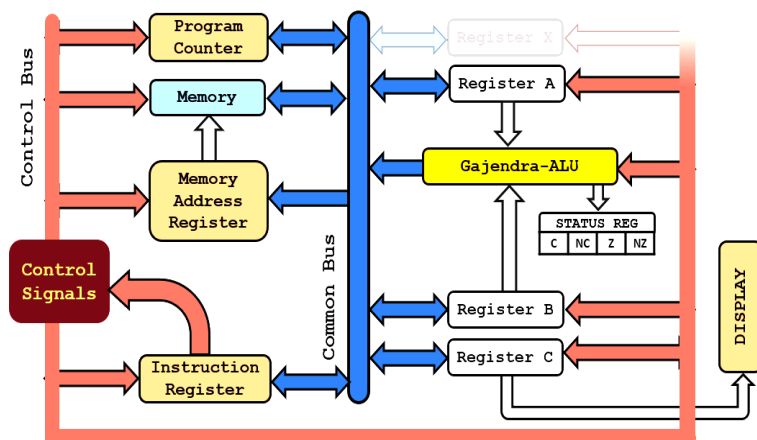 Control Bus
Program
Counter
Memory
Memory
Address
Register
Control
Signals
Instruction
Register
Common Bus
Register X
Register A
Gajendra-ALU
STATUS REG
C NC Z NZ
Register B
Register C
DISPLAY